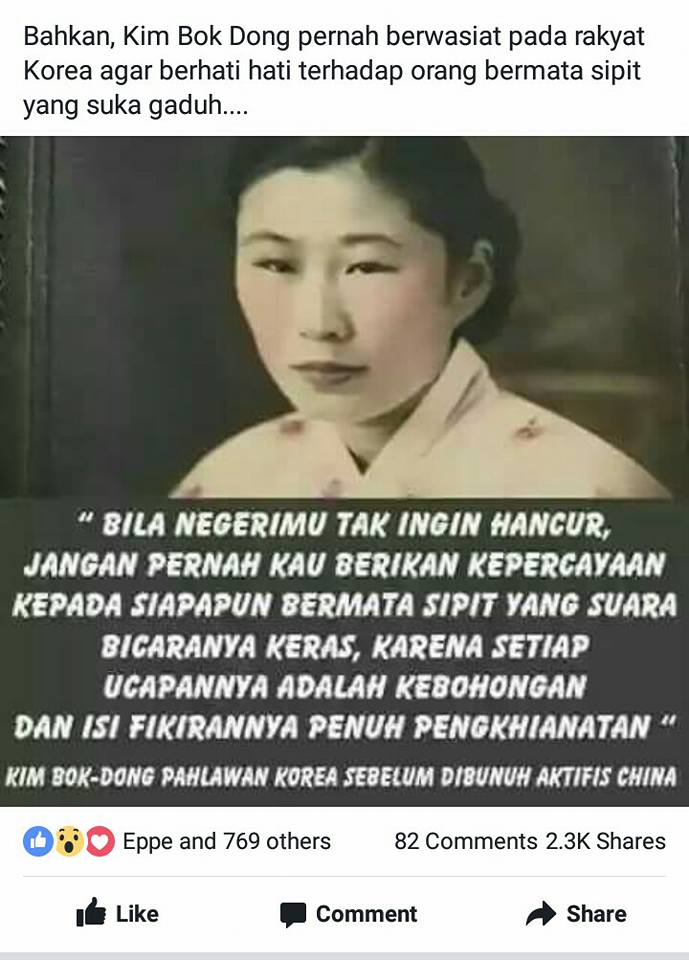 Bahkan, Kim Bok Dong pernah berwasiat pada rakyat
Korea agar berhati hati terhadap orang bermata sipit
yang suka gaduh....
“ BILA NEGERIMU TAK INGIN HANCUR,
JANGAN PERNAH KAU BERIKAN KEPERCAYAAN
KEPADA SIAPAPUN BERMATA SIPIT YANG SUARA
BICARANYA KERAS, KARENA SETIAP
UCAPANNYA ADALAH KEBOHONGAN
DAN ISI FIKIRANNYA PENUH PENGKHIANATAN “
KIM BOK-DONG PAHLAWAN KOREA SEBELUM DIBUNUH AKTIFIS CHINA
Eppe and 769 others 82 Comments 2.3K Shares
Like Comment Share